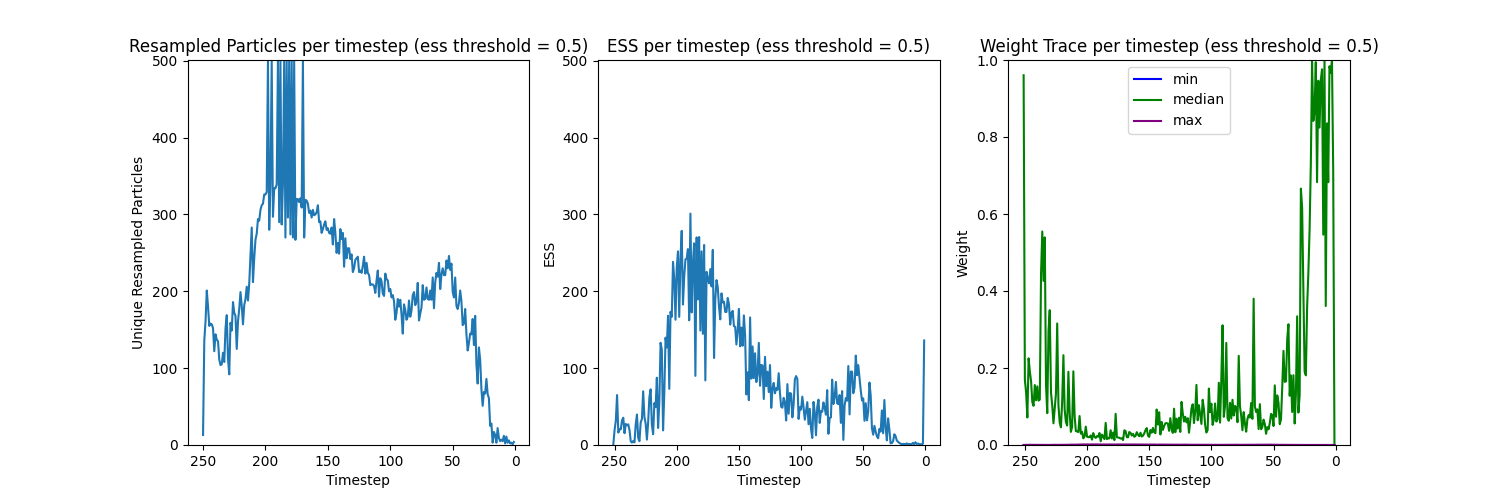 Resampled Particles per timestep (ess threshold = 0.5)
500
400
300
200
100
0
Unique Resampled Particles
250 200 150 100 50 0
Timestep
ESS per timestep (ess threshold = 0.5)
500
400
300
200
100
0
ESS
250 200 150 100 50 0
Timestep
Weight Trace per timestep (ess threshold = 0.5)
1.0
0.8
0.6
0.4
0.2
0.0
Weight
min
median
max
250 200 150 100 50 0
Timestep